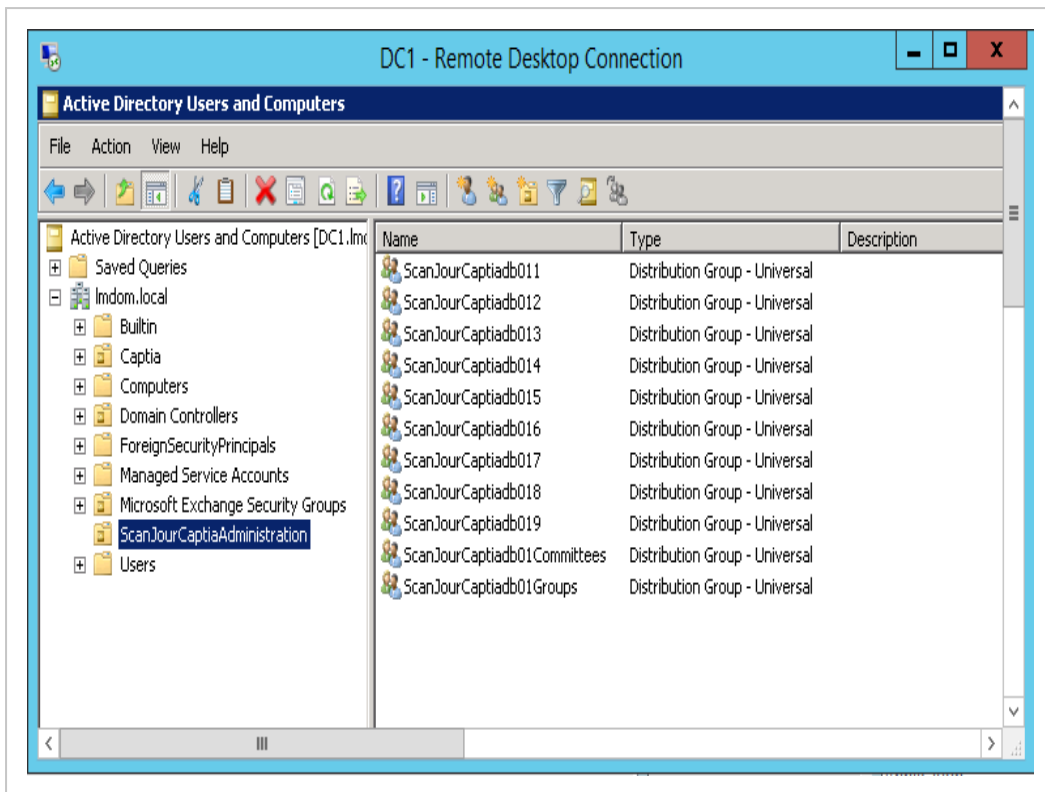 DC1 - Remote Desktop Connection
Active Directory Users and Computers
File Action View Help
Active Directory Users and Computers [DC1.lmd
Saved Queries
lmdom.local
Builtin
Captia
Computers
Domain Controllers
ForeignSecurityPrincipals
Managed Service Accounts
Microsoft Exchange Security Groups
ScanJourCaptiaAdministration
Users
Name Type Description
ScanJourCaptiadb011 Distribution Group - Universal
ScanJourCaptiadb012 Distribution Group - Universal
ScanJourCaptiadb013 Distribution Group - Universal
ScanJourCaptiadb014 Distribution Group - Universal
ScanJourCaptiadb015 Distribution Group - Universal
ScanJourCaptiadb016 Distribution Group - Universal
ScanJourCaptiadb017 Distribution Group - Universal
ScanJourCaptiadb018 Distribution Group - Universal
ScanJourCaptiadb019 Distribution Group - Universal
ScanJourCaptiadb01Committees Distribution Group - Universal
ScanJourCaptiadb01Groups Distribution Group - Universal